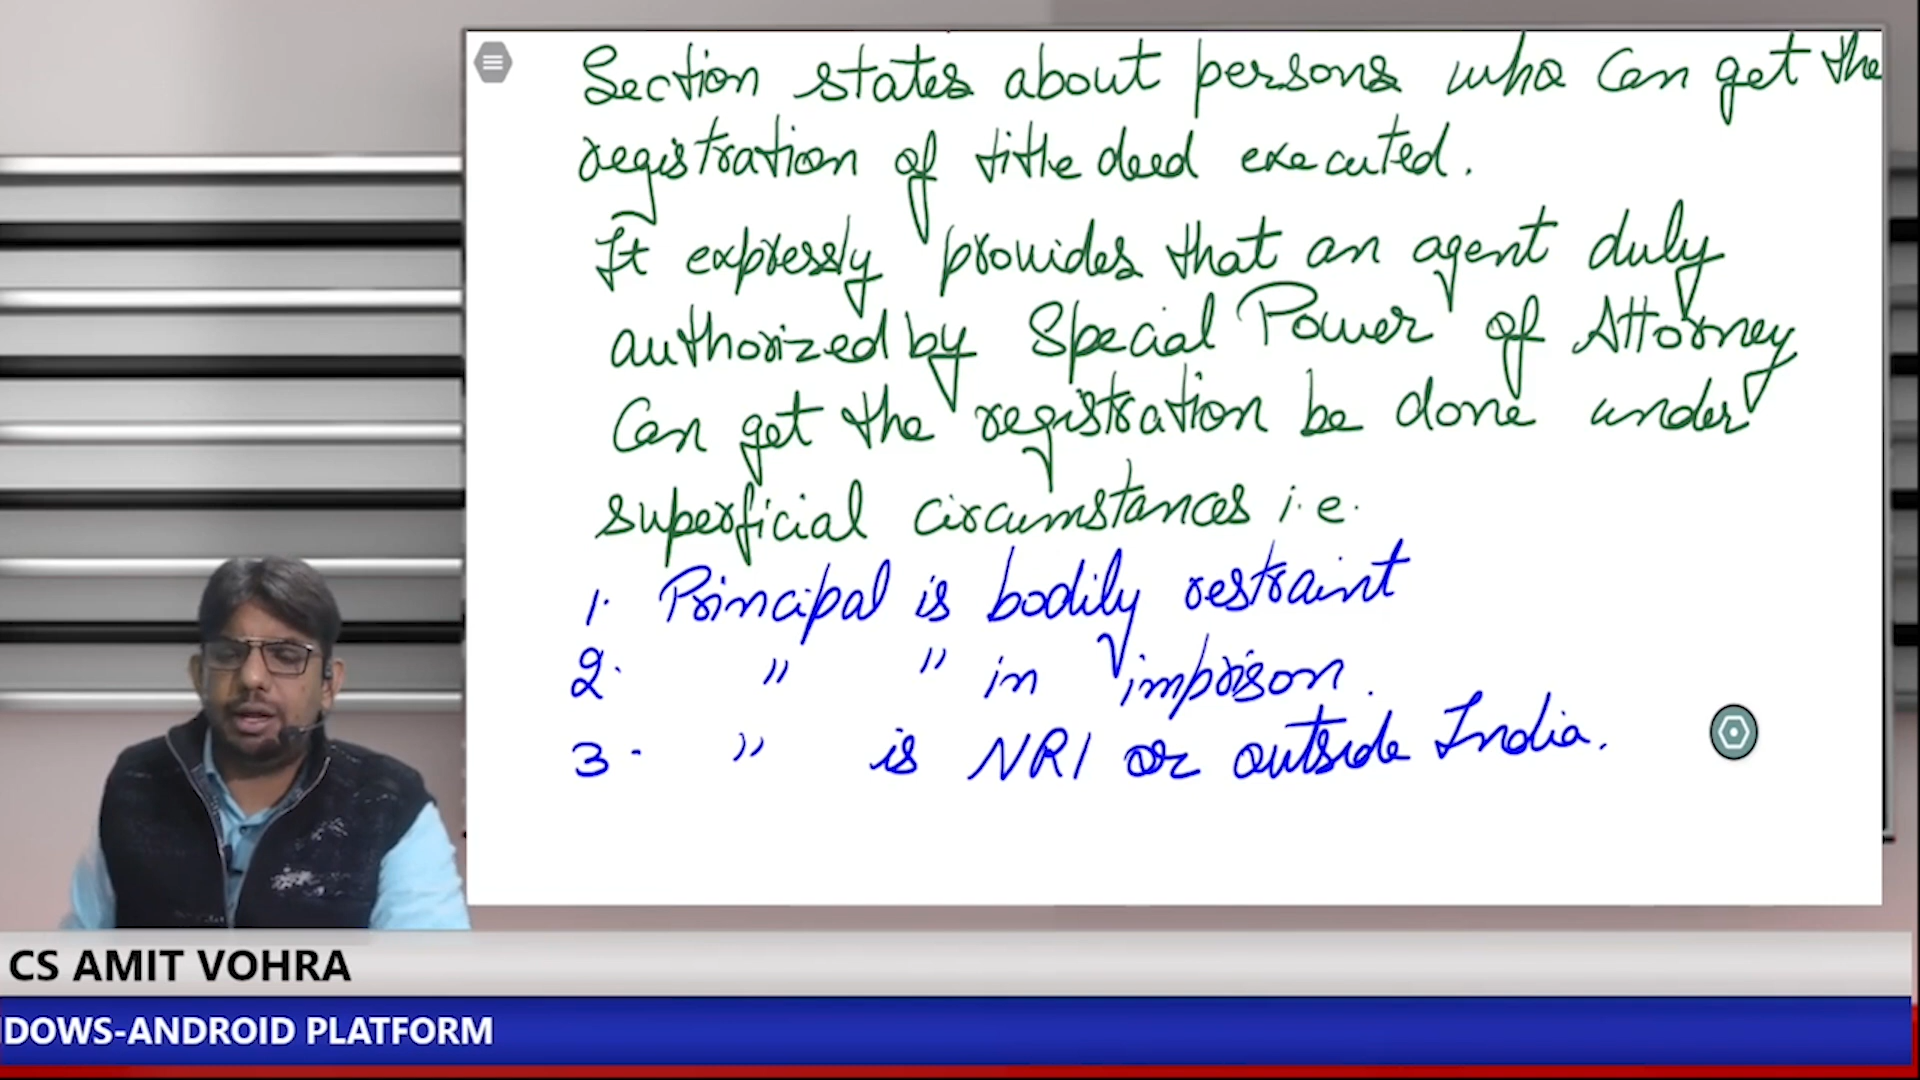 Section states about persons who can get the
registration of title deed executed.
It expressly provides that an agent duly
authorized by Special Power of Attorney
Can get the registration be done under
superficial circumstances i.e.
1. Principal is bodily restraint
2. " " in imprison.
3. " is NRI or outside India.
CS AMIT VOHRA
DOWS-ANDROID PLATFORM